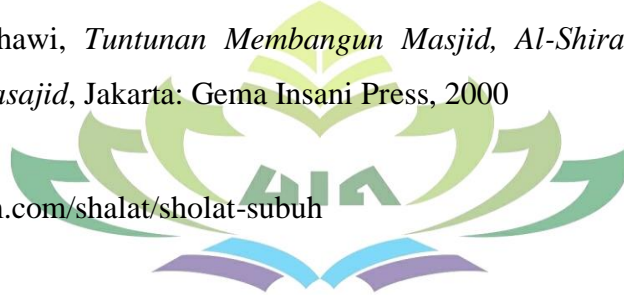 hawi, Tuntunan Membangun Masjid, Al-Shira
asajid, Jakarta: Gema Insani Press, 2000
n.com/shalat/sholat-subuh